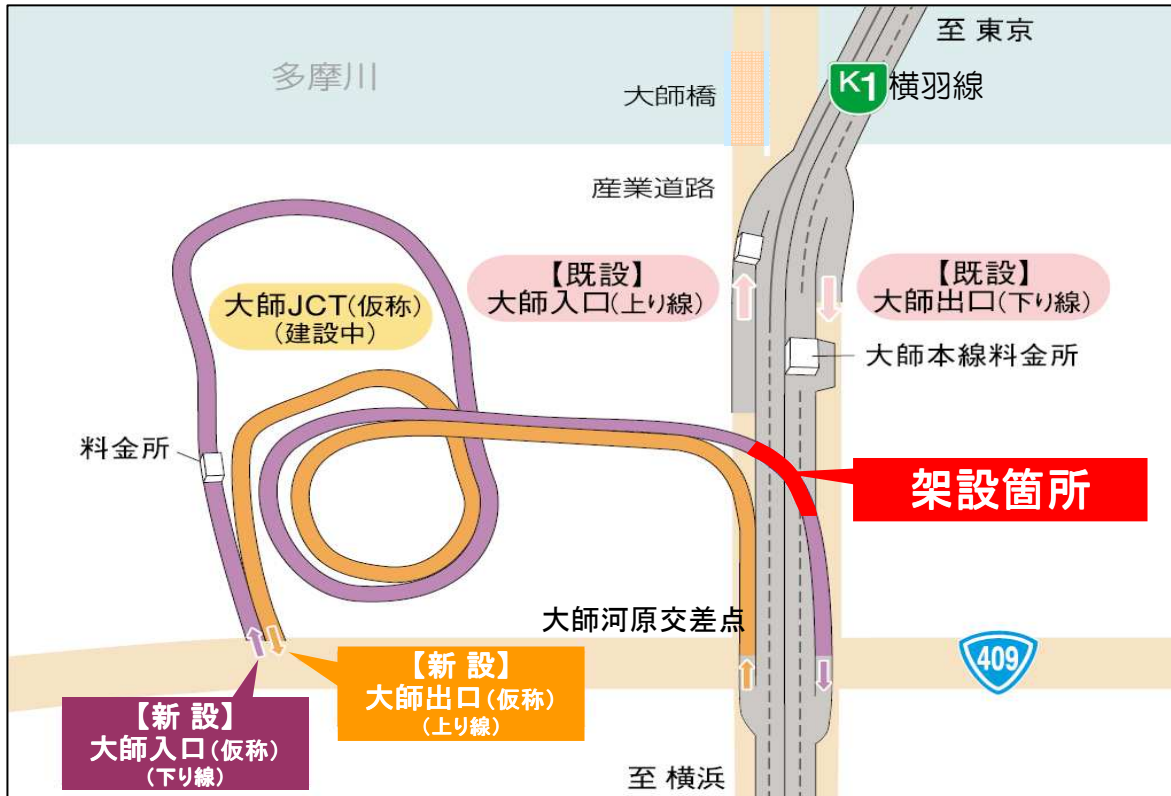 至 東京
多摩川
大師橋
K1
横羽線
産業道路
【既設】
大師入口(上り線)
【既設】
大師出口(下り線)
大師JCT(仮称)
(建設中)
大師本線料金所
料金所
架設箇所
大師河原交差点
409
【新 設】
大師出口(仮称)
(上り線)
【新 設】
大師入口(仮称)
(下り線)
至 横浜